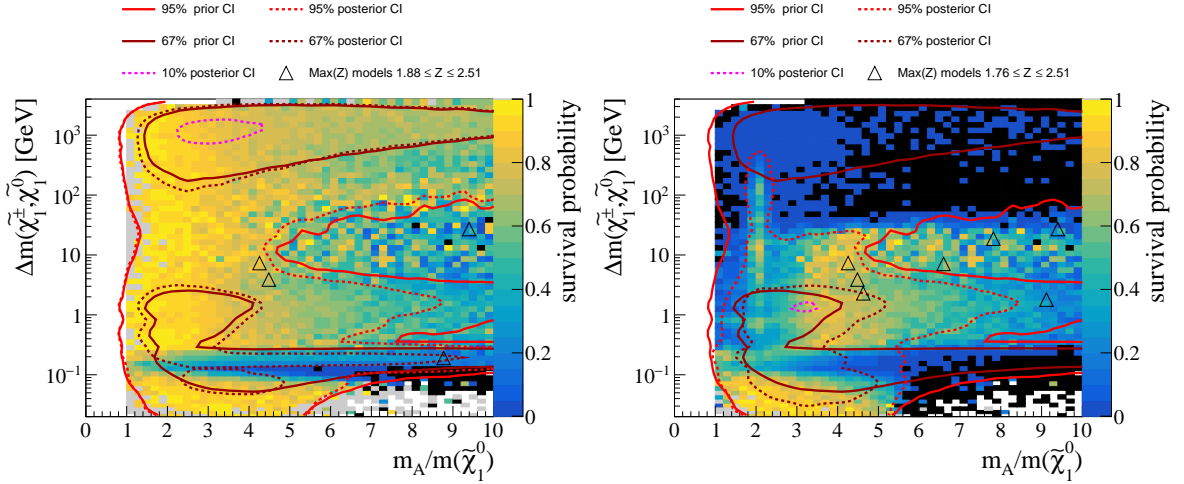 95% prior CI 95% posterior CI
67% prior CI 67% posterior CI
10% posterior CI Max(Z) models 1.88 ≤ Z ≤ 2.51
Δm(χ̃₁±,χ̃₁⁰) [GeV]
10³
10²
10
1
10⁻¹
0 1 2 3 4 5 6 7 8 9 10
m_A/m(χ̃₁⁰)
1
0.8
0.6
0.4
0.2
0
survival probability
95% prior CI 95% posterior CI
67% prior CI 67% posterior CI
10% posterior CI Max(Z) models 1.76 ≤ Z ≤ 2.51
Δm(χ̃₁±,χ̃₁⁰) [GeV]
10³
10²
10
1
10⁻¹
0 1 2 3 4 5 6 7 8 9 10
m_A/m(χ̃₁⁰)
1
0.8
0.6
0.4
0.2
0
survival probability